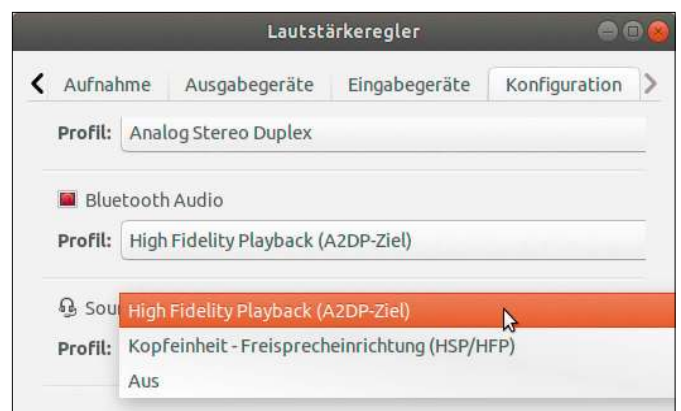 Lautstärkeregler
Aufnahme Ausgabegeräte Eingabegeräte Konfiguration
Profil: Analog Stereo Duplex
Bluetooth Audio
Profil: High Fidelity Playback (A2DP-Ziel)
High Fidelity Playback (A2DP-Ziel)
Profil: Kopfeinheit - Freisprecheinrichtung (HSP/HFP)
Aus